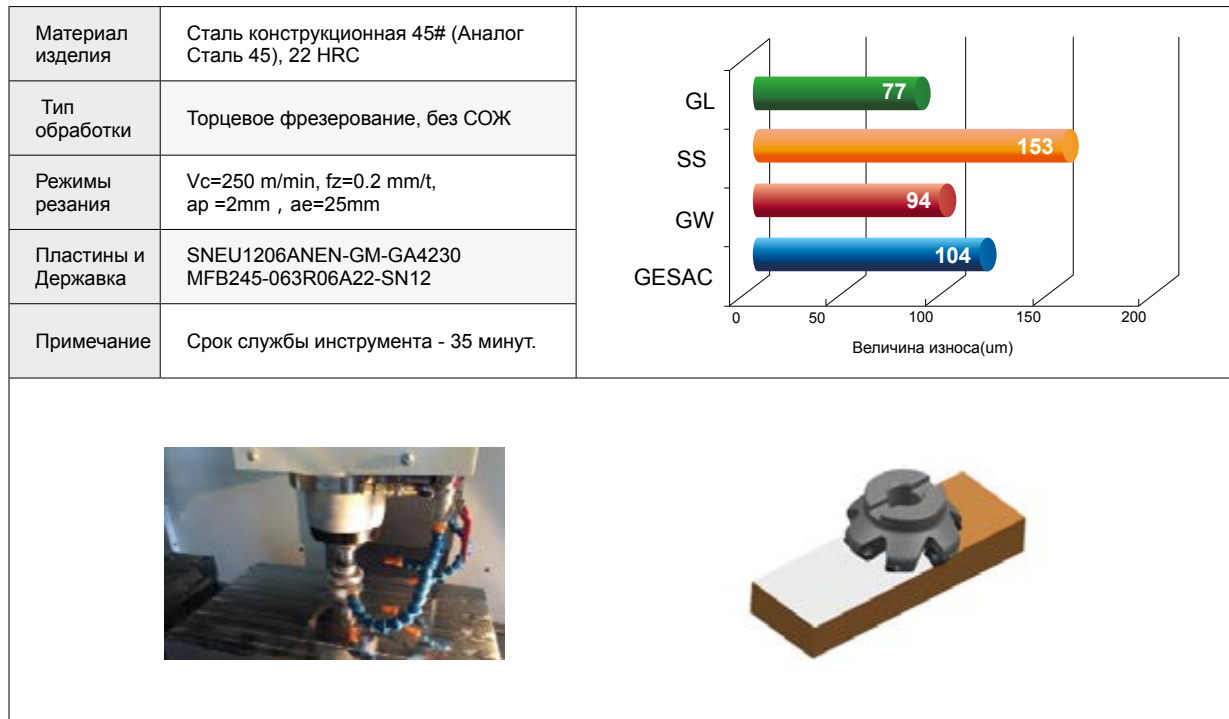 Материал
изделия
Сталь конструкционная 45# (Аналог
Сталь 45), 22 HRC
Тип
обработки
Торцевое фрезерование, без СОЖ
Режимы
резания
Vc=250 m/min, fz=0.2 mm/t,
ap =2mm , ae=25mm
Пластины и
Державка
SNEU1206ANEN-GM-GA4230
MFB245-063R06A22-SN12
Примечание
Срок службы инструмента - 35 минут.
GL
77
SS
153
GW
94
GESAC
104
0 50 100 150 200
Величина износа(um)